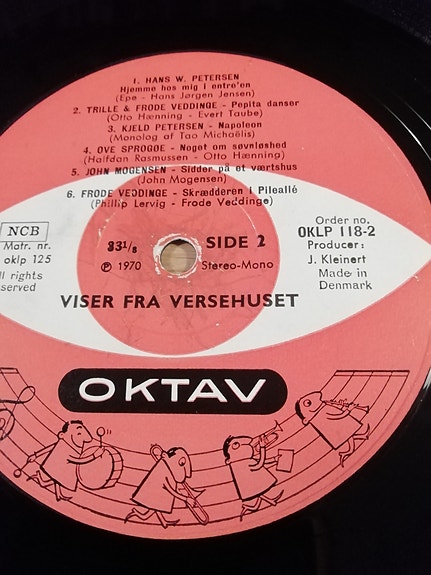 1. HANS W. PETERSEN
Hjemme hos mig i entre'en
(Epe - Hans Jørgen Jensen)
2. TRILLE & FRODE VEDDINGE - Pepita danser
(Otto Hænning - Evert Taube)
3. KJELD PETERSEN - Napoleon
(Monolog af Tao Michaëlis)
4. OVE SPROGØE - Noget om søvnløshed
(Halfdan Rasmussen - Otto Hænning)
5. JOHN MOGENSEN - Sidder på et værtshus
(John Mogensen)
6. FRODE VEDDINGE - Skrædderen i Pileallé
(Phillip Lervig - Frode Veddinge)
NCB
Matr. nr.
oklp 125
ll rights
served
33 1/3
SIDE 2
℗ 1970
Stereo-Mono
Order no.
OKLP 118-2
Producer:
J. Kleinert
Made in
Denmark
VISER FRA VERSEHUSET
OKTAV